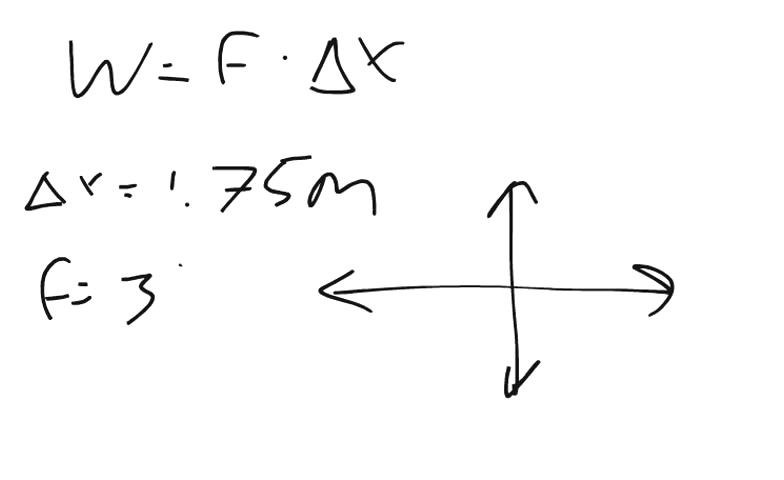 W = F · Δx
Δx = 1.75m
F = 3